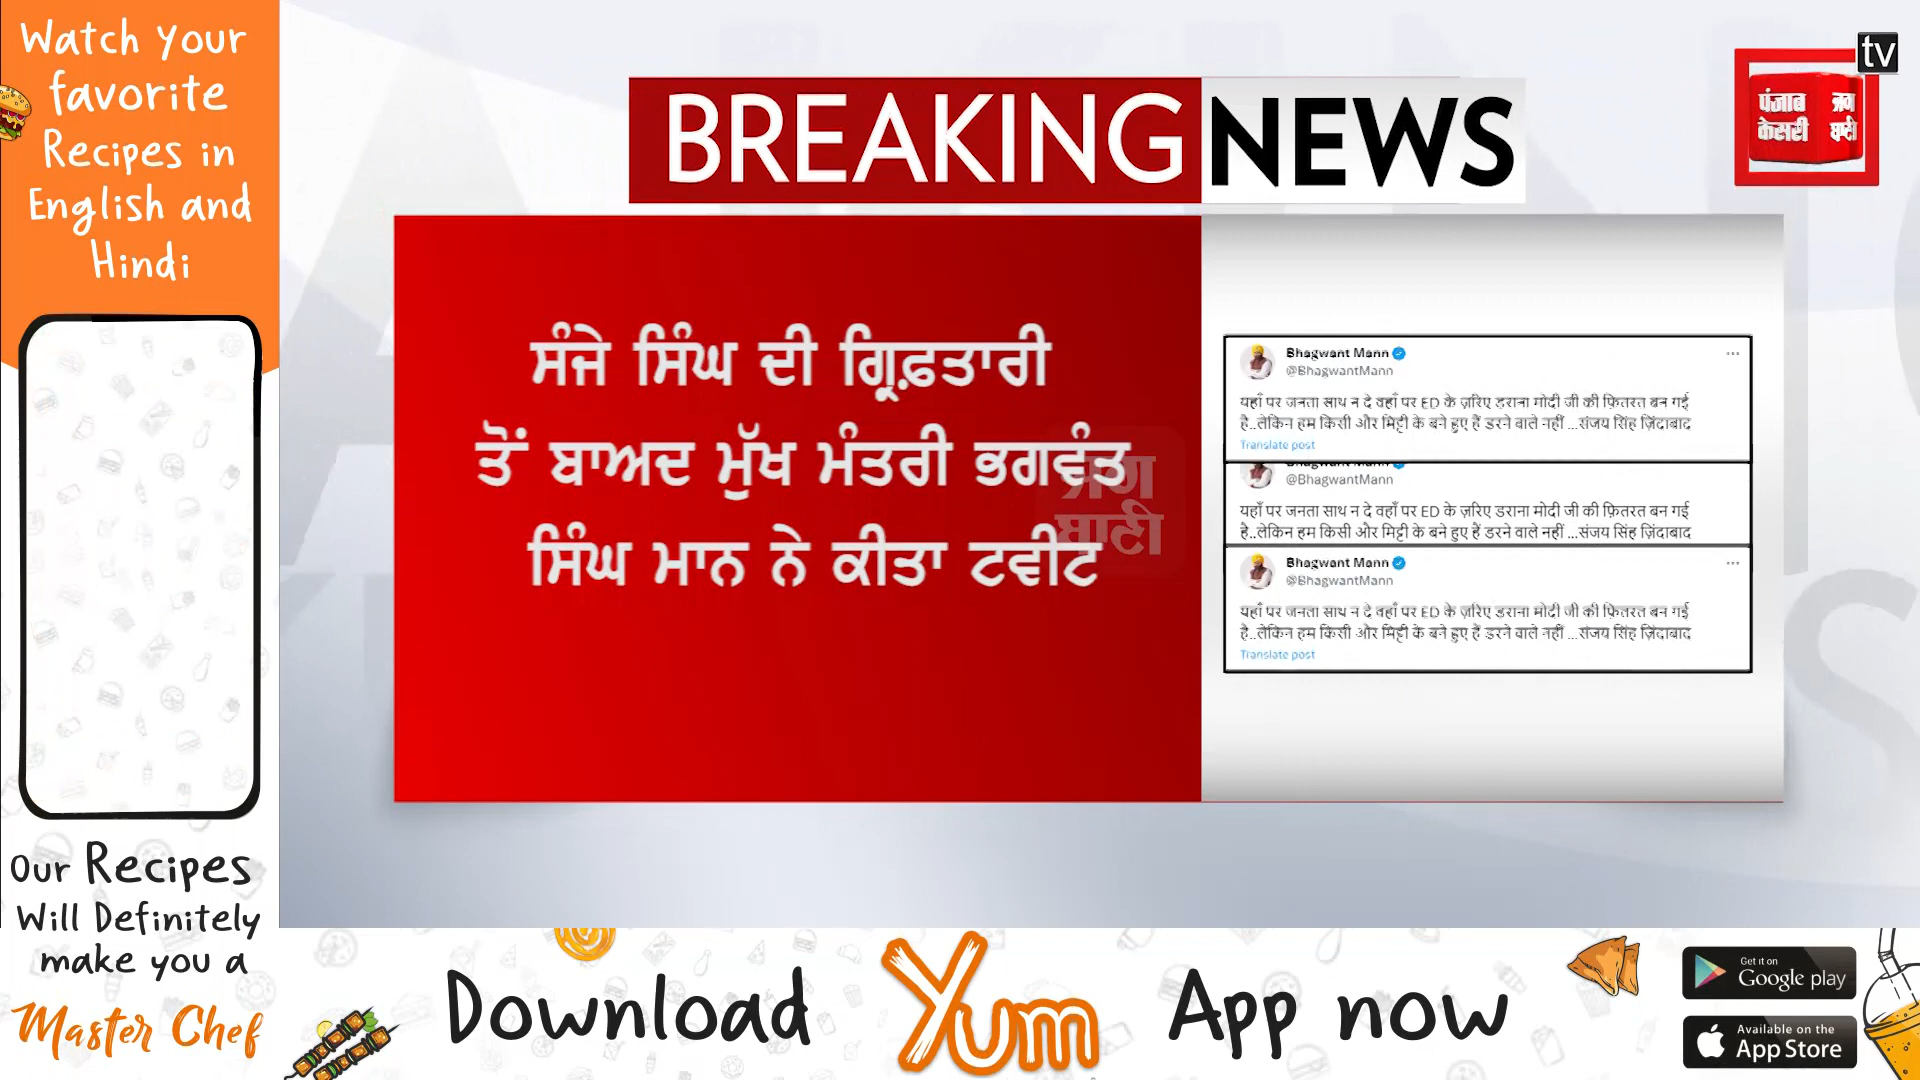 Watch your
favorite
Recipes in
English and
Hindi
BREAKING NEWS
tv
पंजाब
केसरी
ਜਗ
ਬਾਣੀ
ਸੰਜੇ ਸਿੰਘ ਦੀ ਗ੍ਰਿਫ਼ਤਾਰੀ
ਤੋਂ ਬਾਅਦ ਮੁੱਖ ਮੰਤਰੀ ਭਗਵੰਤ
ਸਿੰਘ ਮਾਨ ਨੇ ਕੀਤਾ ਟਵੀਟ
ਜਗ
ਬਾਣੀ
Bhagwant Mann
@BhagwantMann
यहाँ पर जनता साथ न दे वहाँ पर ED के ज़रिए डराना मोदी जी की फ़ितरत बन गई
है..लेकिन हम किसी और मिट्टी के बने हुए हैं डरने वाले नहीं ...संजय सिंह ज़िंदाबाद
Translate post
Bhagwant Mann
@BhagwantMann
यहाँ पर जनता साथ न दे वहाँ पर ED के ज़रिए डराना मोदी जी की फ़ितरत बन गई
है..लेकिन हम किसी और मिट्टी के बने हुए हैं डरने वाले नहीं ...संजय सिंह ज़िंदाबाद
Bhagwant Mann
@BhagwantMann
यहाँ पर जनता साथ न दे वहाँ पर ED के ज़रिए डराना मोदी जी की फ़ितरत बन गई
है..लेकिन हम किसी और मिट्टी के बने हुए हैं डरने वाले नहीं ...संजय सिंह ज़िंदाबाद
Translate post
Our Recipes
Will Definitely
make you a
Master Chef
Download Yum App now
Get it on
Google play
Available on the
App Store